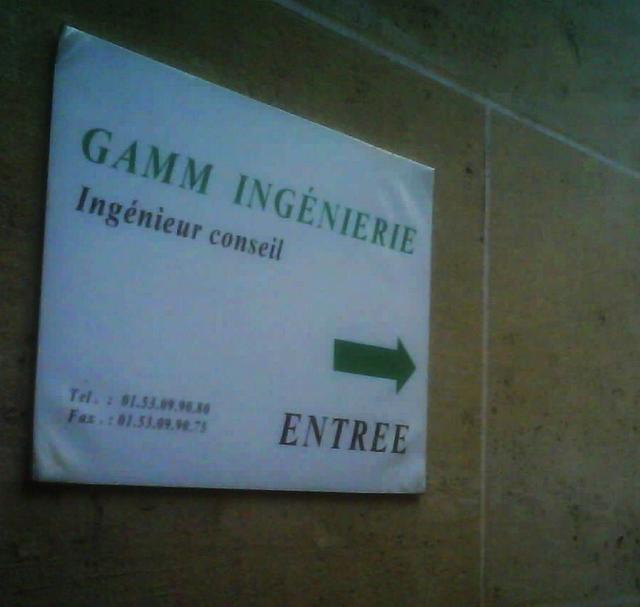 GAMM INGÉNIERIE
Ingénieur conseil
Tel. : 01.53.09.90.80
Fax. : 01.53.09.90.75
ENTREE